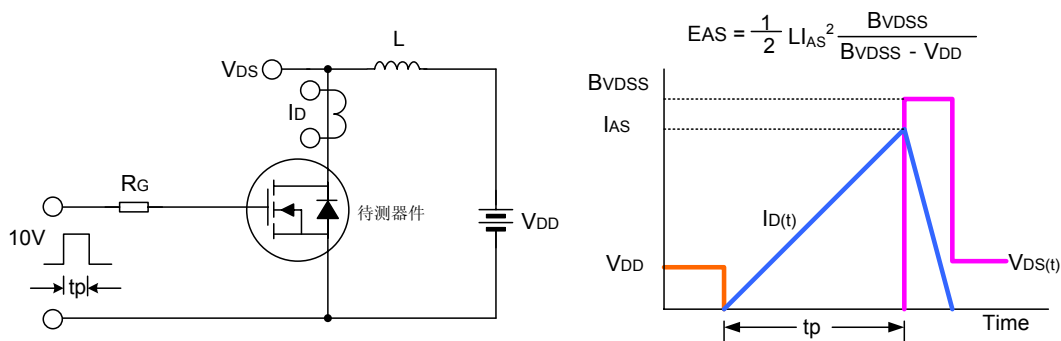 L
VDS
ID
RG
待测器件
VDD
10V
tp
EAS = 1/2 LIAS² BVDSS / BVDSS - VDD
BVDSS
IAS
ID(t)
VDD
VDS(t)
tp
Time